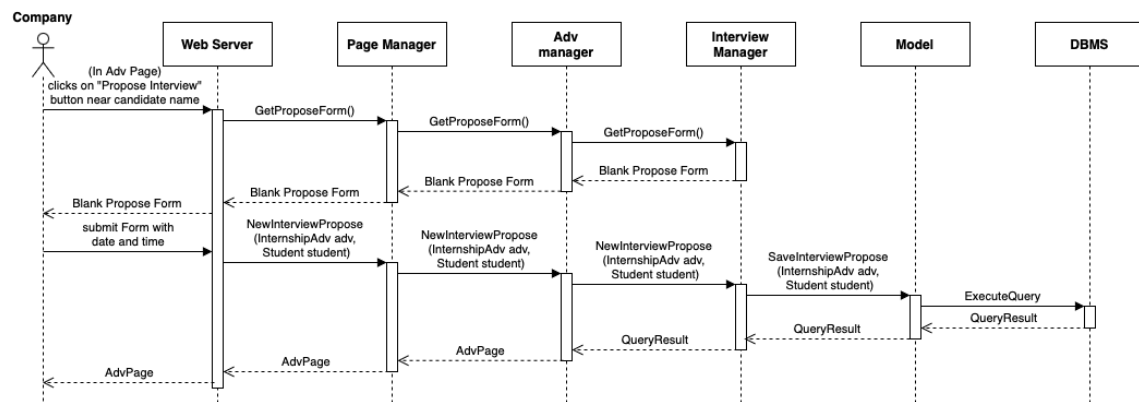 Company
Web Server
Page Manager
Adv
manager
Interview
Manager
Model
DBMS
(In Adv Page)
clicks on "Propose Interview"
button near candidate name
GetProposeForm()
GetProposeForm()
GetProposeForm()
Blank Propose Form
Blank Propose Form
Blank Propose Form
Blank Propose Form
submit Form with
date and time
NewInterviewPropose
(InternshipAdv adv,
Student student)
NewInterviewPropose
(InternshipAdv adv,
Student student)
NewInterviewPropose
(InternshipAdv adv,
Student student)
SaveInterviewPropose
(InternshipAdv adv,
Student student)
ExecuteQuery
QueryResult
QueryResult
QueryResult
AdvPage
AdvPage
AdvPage